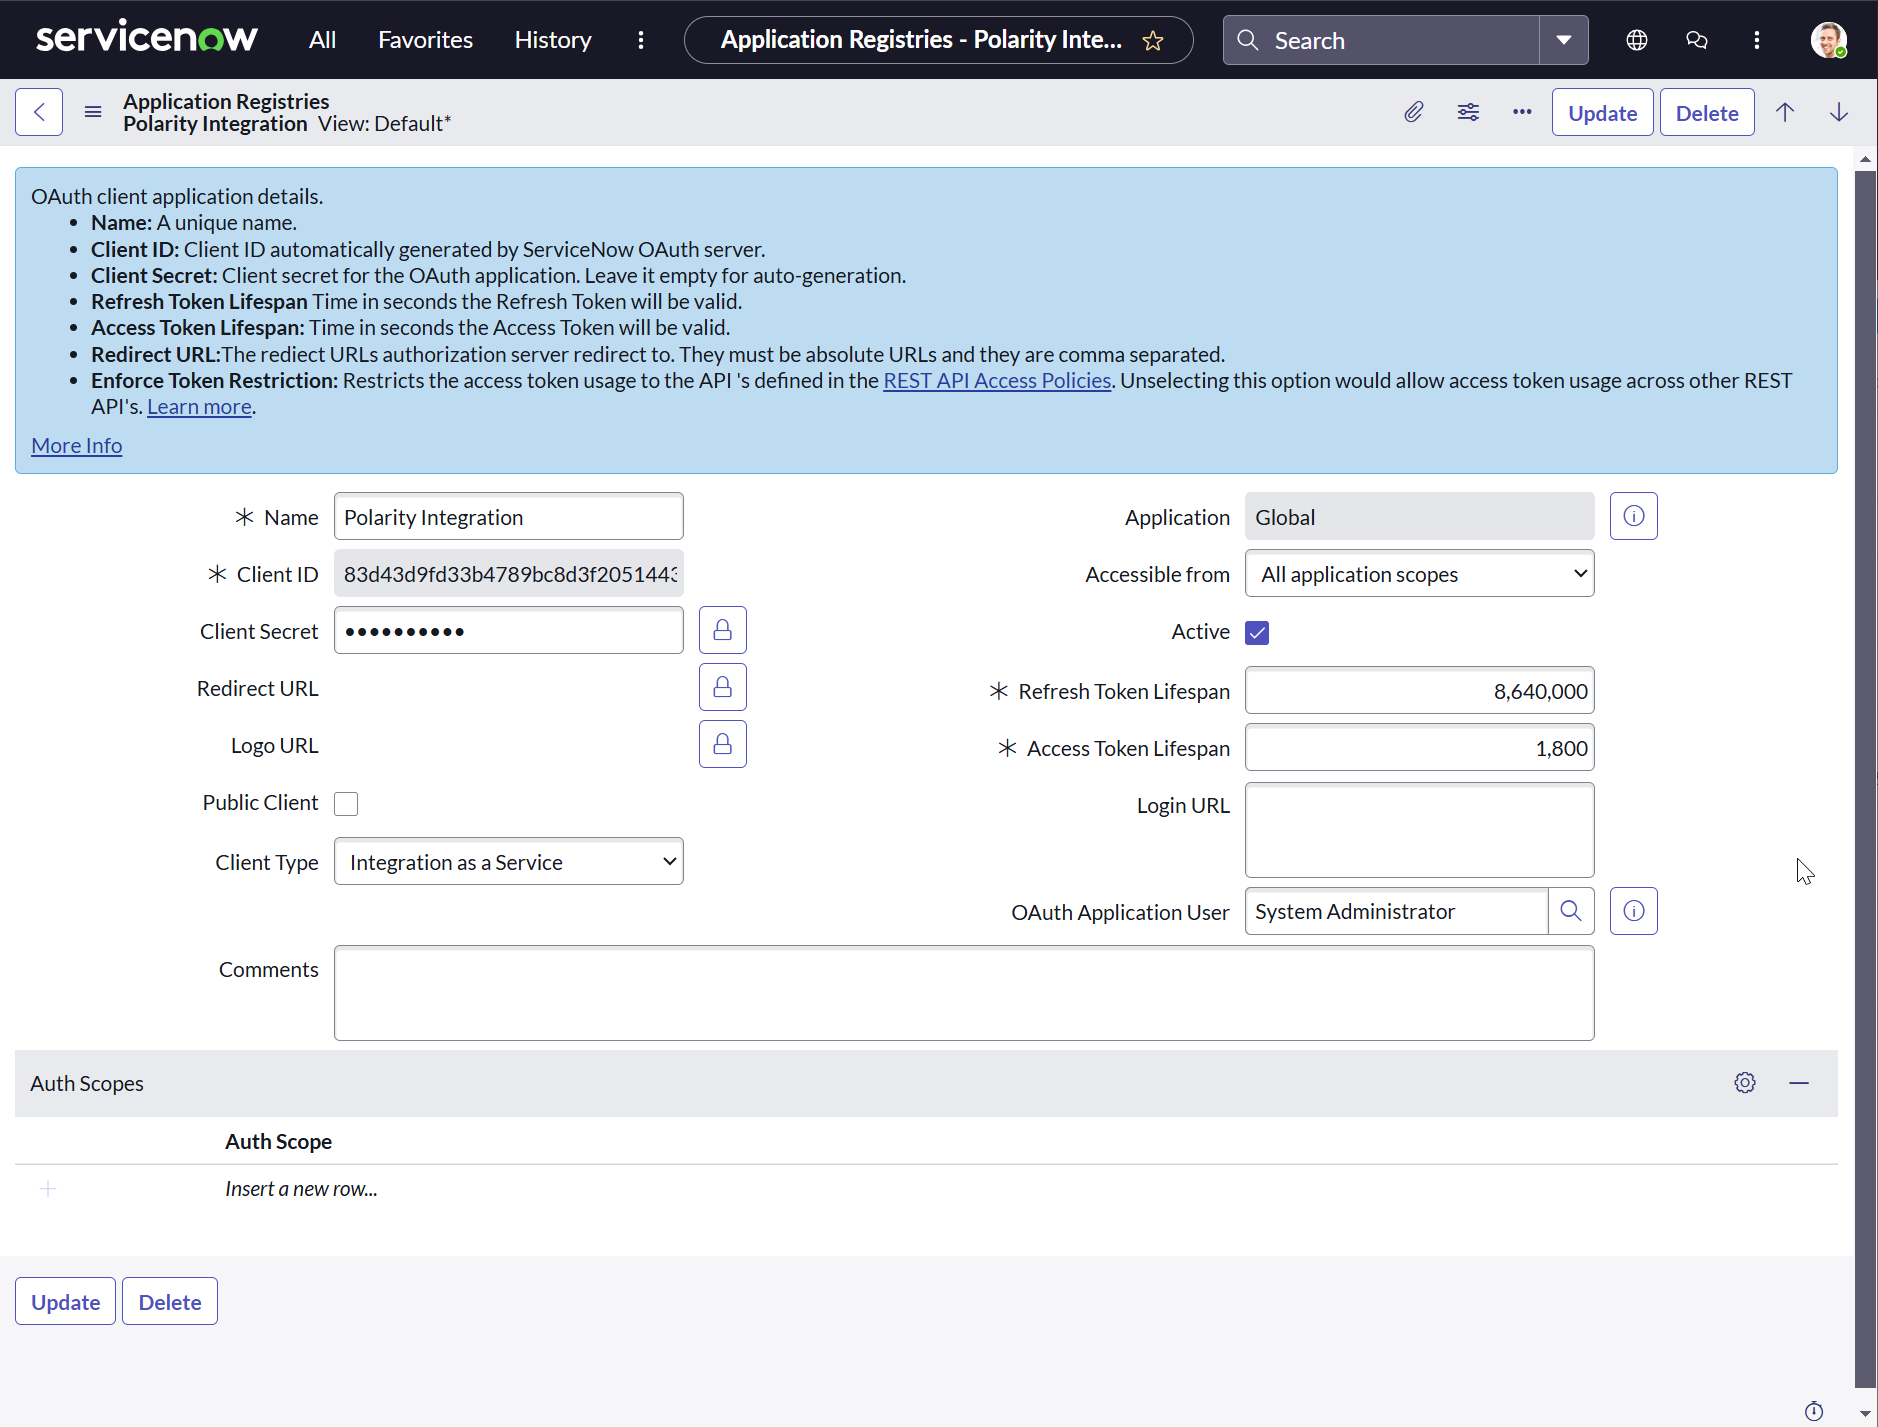 servicenow All Favorites History Application Registries - Polarity Inte... Search
Application Registries
Polarity Integration View: Default*
Update Delete
OAuth client application details.
• Name: A unique name.
• Client ID: Client ID automatically generated by ServiceNow OAuth server.
• Client Secret: Client secret for the OAuth application. Leave it empty for auto-generation.
• Refresh Token Lifespan Time in seconds the Refresh Token will be valid.
• Access Token Lifespan: Time in seconds the Access Token will be valid.
• Redirect URL:The rediect URLs authorization server redirect to. They must be absolute URLs and they are comma separated.
• Enforce Token Restriction: Restricts the access token usage to the API 's defined in the REST API Access Policies. Unselecting this option would allow access token usage across other REST
API's. Learn more.
More Info
Name Polarity Integration
Client ID 83d43d9fd33b4789bc8d3f2051443
Client Secret ••••••••••
Redirect URL
Logo URL
Public Client
Client Type Integration as a Service
Application Global
Accessible from All application scopes
Active
Refresh Token Lifespan 8,640,000
Access Token Lifespan 1,800
Login URL
OAuth Application User System Administrator
Comments
Auth Scopes
Auth Scope
Insert a new row...
Update Delete